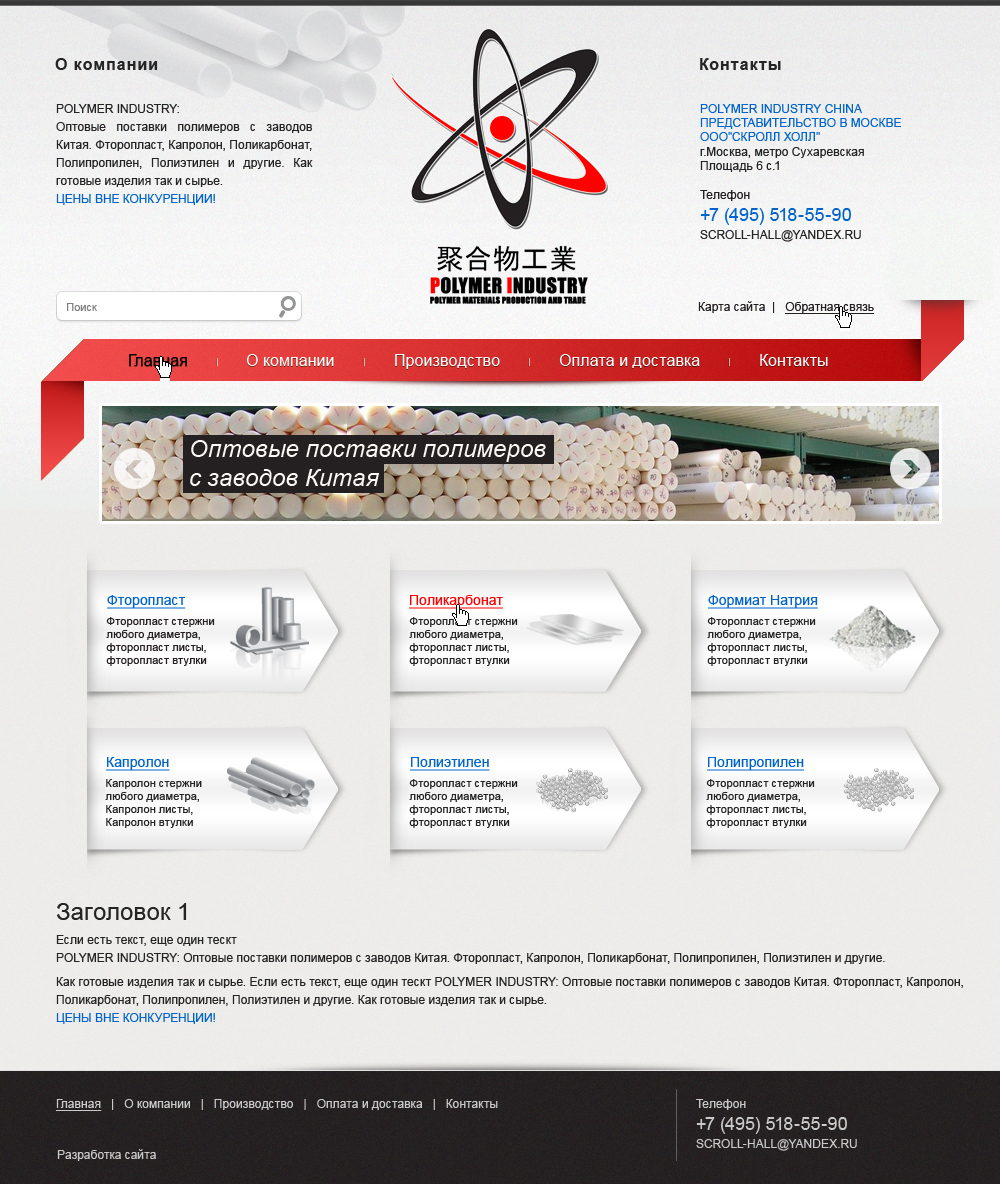 О компании
POLYMER INDUSTRY:
Оптовые поставки полимеров с заводов
Китая. Фторопласт, Капролон, Поликарбонат,
Полипропилен, Полиэтилен и другие. Как
готовые изделия так и сырье.
ЦЕНЫ ВНЕ КОНКУРЕНЦИИ!
聚合物工業
POLYMER INDUSTRY
POLYMER MATERIALS PRODUCTION AND TRADE
Контакты
POLYMER INDUSTRY CHINA
ПРЕДСТАВИТЕЛЬСТВО В МОСКВЕ
ООО"СКРОЛЛ ХОЛЛ"
г.Москва, метро Сухаревская
Площадь 6 с.1
Телефон
+7 (495) 518-55-90
SCROLL-HALL@YANDEX.RU
Поиск
Карта сайта | Обратная связь
Главная О компании Производство Оплата и доставка Контакты
Оптовые поставки полимеров
с заводов Китая
Фторопласт
Фторопласт стержни
любого диаметра,
фторопласт листы,
фторопласт втулки
Поликарбонат
Фторопласт стержни
любого диаметра,
фторопласт листы,
фторопласт втулки
Формиат Натрия
Фторопласт стержни
любого диаметра,
фторопласт листы,
фторопласт втулки
Капролон
Капролон стержни
любого диаметра,
Капролон листы,
Капролон втулки
Полиэтилен
Фторопласт стержни
любого диаметра,
фторопласт листы,
фторопласт втулки
Полипропилен
Фторопласт стержни
любого диаметра,
фторопласт листы,
фторопласт втулки
Заголовок 1
Если есть текст, еще один тескт
POLYMER INDUSTRY: Оптовые поставки полимеров с заводов Китая. Фторопласт, Капролон, Поликарбонат, Полипропилен, Полиэтилен и другие.
Как готовые изделия так и сырье. Если есть текст, еще один тескт POLYMER INDUSTRY: Оптовые поставки полимеров с заводов Китая. Фторопласт, Капролон,
Поликарбонат, Полипропилен, Полиэтилен и другие. Как готовые изделия так и сырье.
ЦЕНЫ ВНЕ КОНКУРЕНЦИИ!
Главная | О компании | Производство | Оплата и доставка | Контакты
Разработка сайта
Телефон
+7 (495) 518-55-90
SCROLL-HALL@YANDEX.RU